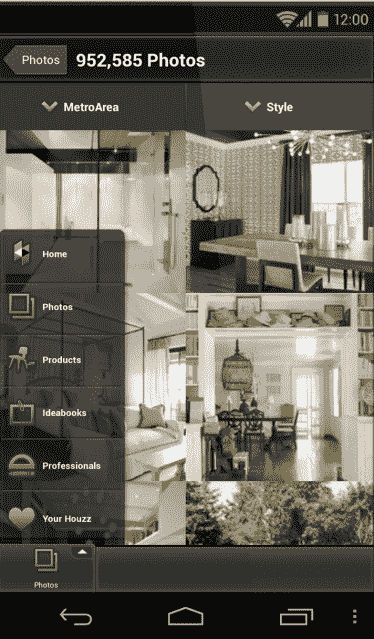 12:00
Photos
952,585 Photos
MetroArea
Style
Home
Photos
Products
Ideabooks
Professionals
Your Houzz
Photos